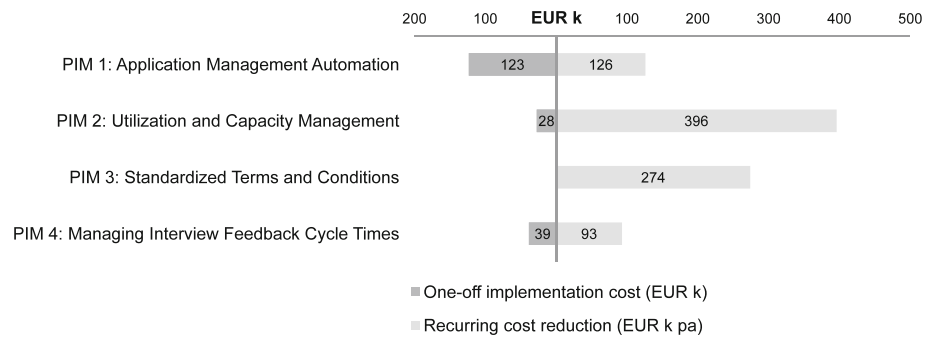 200 100 EUR k 100 200 300 400 500
PIM 1: Application Management Automation 123 126
PIM 2: Utilization and Capacity Management 28 396
PIM 3: Standardized Terms and Conditions 274
PIM 4: Managing Interview Feedback Cycle Times 39 93
One-off implementation cost (EUR k)
Recurring cost reduction (EUR k pa)